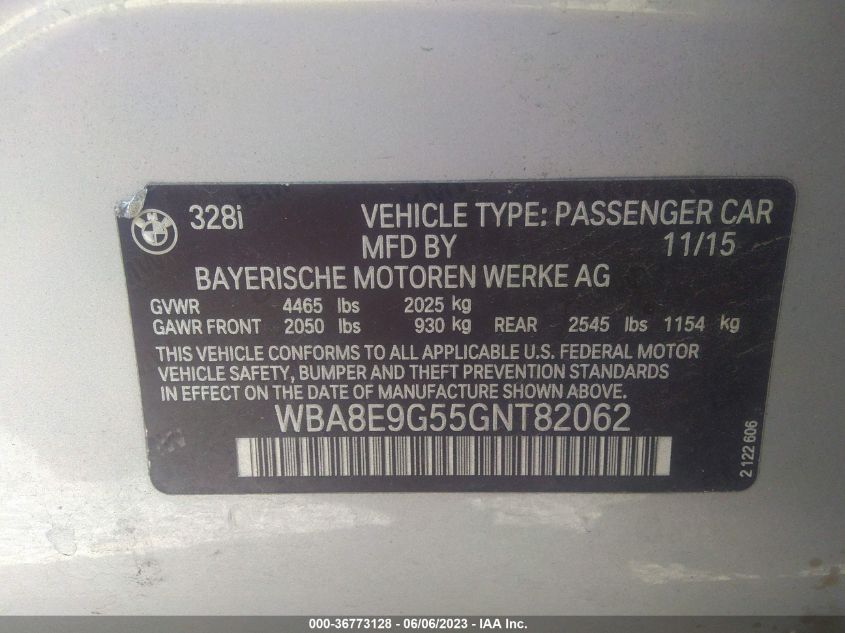 328i VEHICLE TYPE: PASSENGER CAR
MFD BY 11/15
BAYERISCHE MOTOREN WERKE AG
GVWR 4465 lbs 2025 kg
GAWR FRONT 2050 lbs 930 kg REAR 2545 lbs 1154 kg
THIS VEHICLE CONFORMS TO ALL APPLICABLE U.S. FEDERAL MOTOR
VEHICLE SAFETY, BUMPER AND THEFT PREVENTION STANDARDS
IN EFFECT ON THE DATE OF MANUFACTURE SHOWN ABOVE.
WBA8E9G55GNT82062
2 122 606
000-36773128 - 06/06/2023 - IAA Inc.